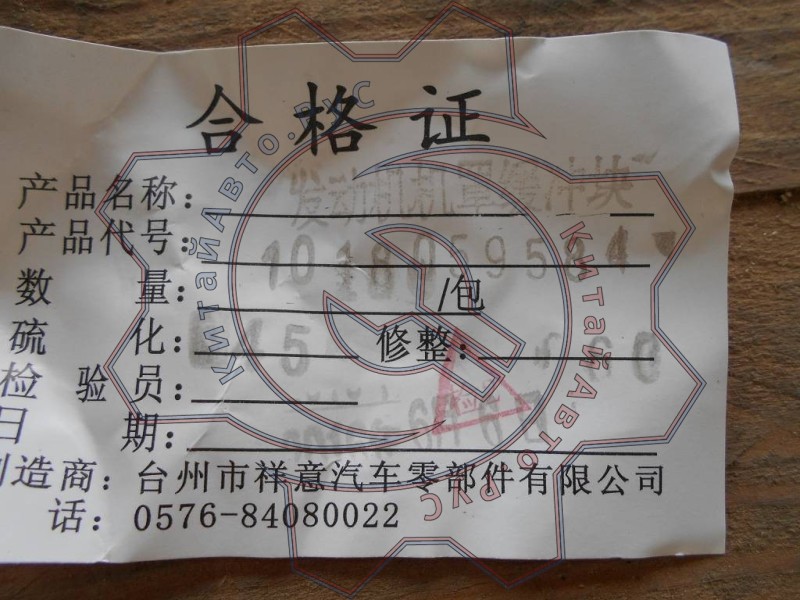 合格证
产品名称： 发动机机罩缓冲块
产品代号： 1018059584
数 量： /包
硫 化： 修整：
检验员：
日 期：
造商：台州市祥意汽车零部件有限公司
话：0576-84080022
КитайАвто.РУС
КитайАвто.РУС